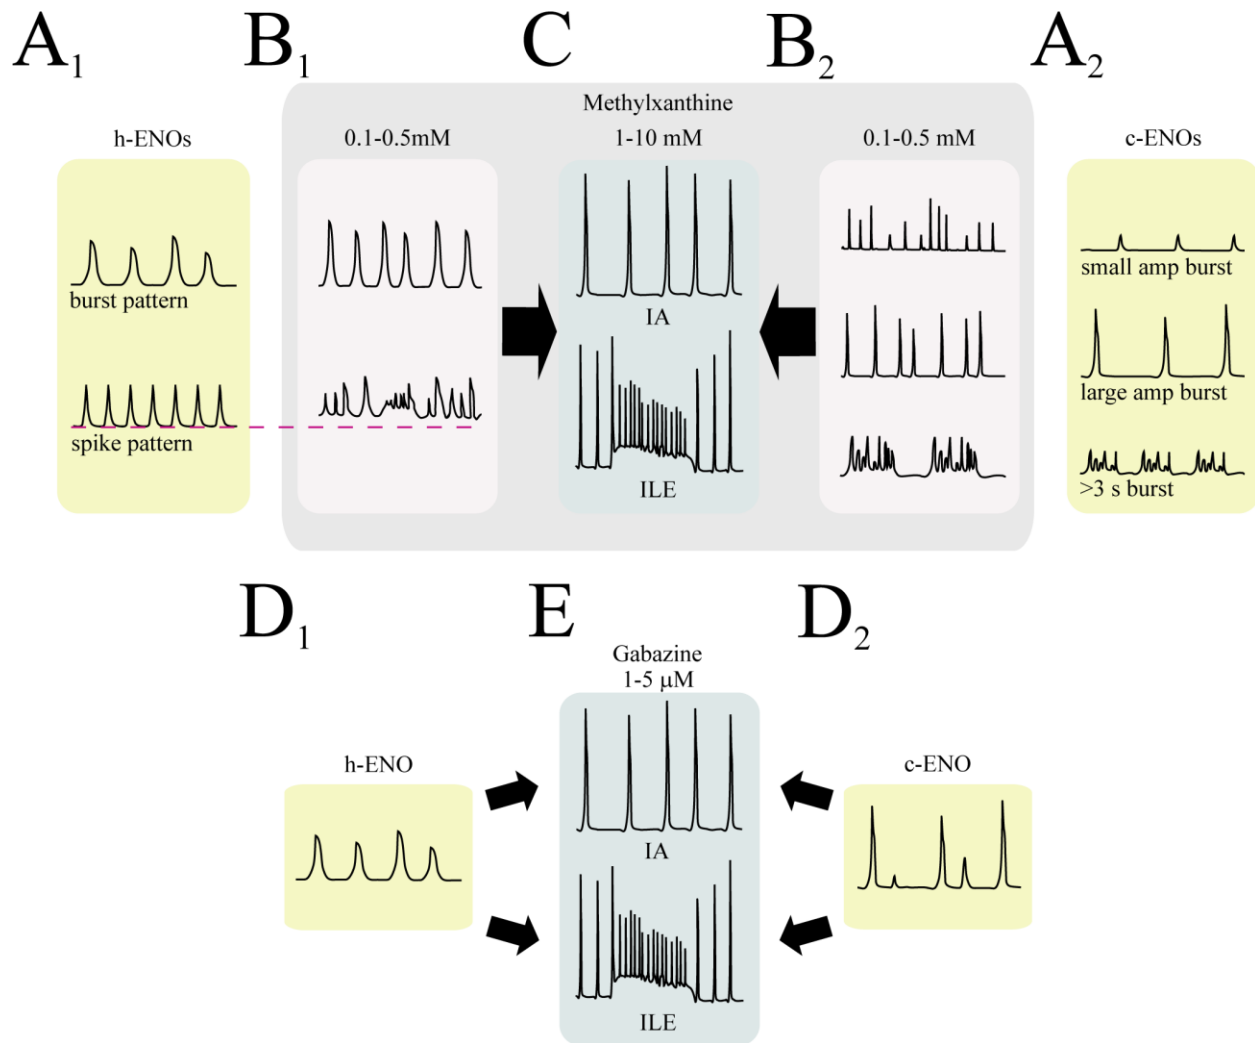 A1
B1
C
B2
A2
Methylxanthine
h-ENOs
0.1-0.5mM
1-10 mM
0.1-0.5 mM
c-ENOs
burst pattern
spike pattern
IA
ILE
small amp burst
large amp burst
>3 s burst
D1
E
D2
Gabazine
1-5 μM
h-ENO
c-ENO
IA
ILE